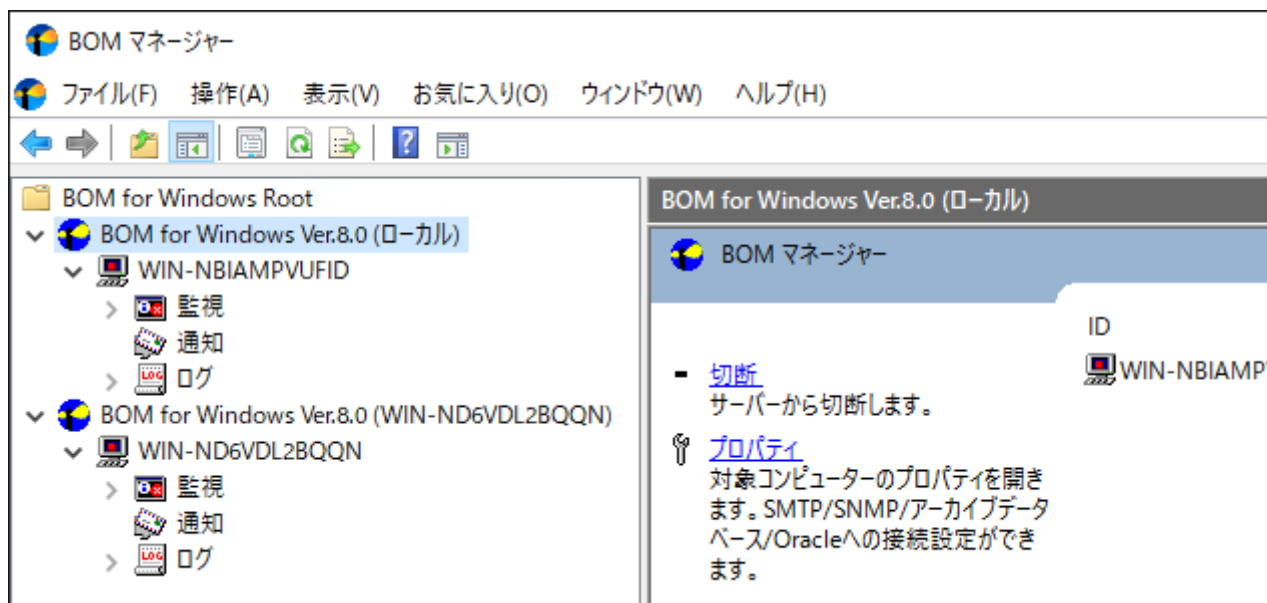 BOM マネージャー
ファイル(F) 操作(A) 表示(V) お気に入り(O) ウィンドウ(W) ヘルプ(H)
BOM for Windows Root
BOM for Windows Ver.8.0 (ローカル)
WIN-NBIAMPVUFID
監視
通知
ログ
BOM for Windows Ver.8.0 (WIN-ND6VDL2BQQN)
WIN-ND6VDL2BQQN
監視
通知
ログ
BOM for Windows Ver.8.0 (ローカル)
BOM マネージャー
切断
サーバーから切断します。
プロパティ
対象コンピューターのプロパティを開き
ます。SMTP/SNMP/アーカイブデータ
ベース/Oracleへの接続設定ができ
ます。
ID
WIN-NBIAMP